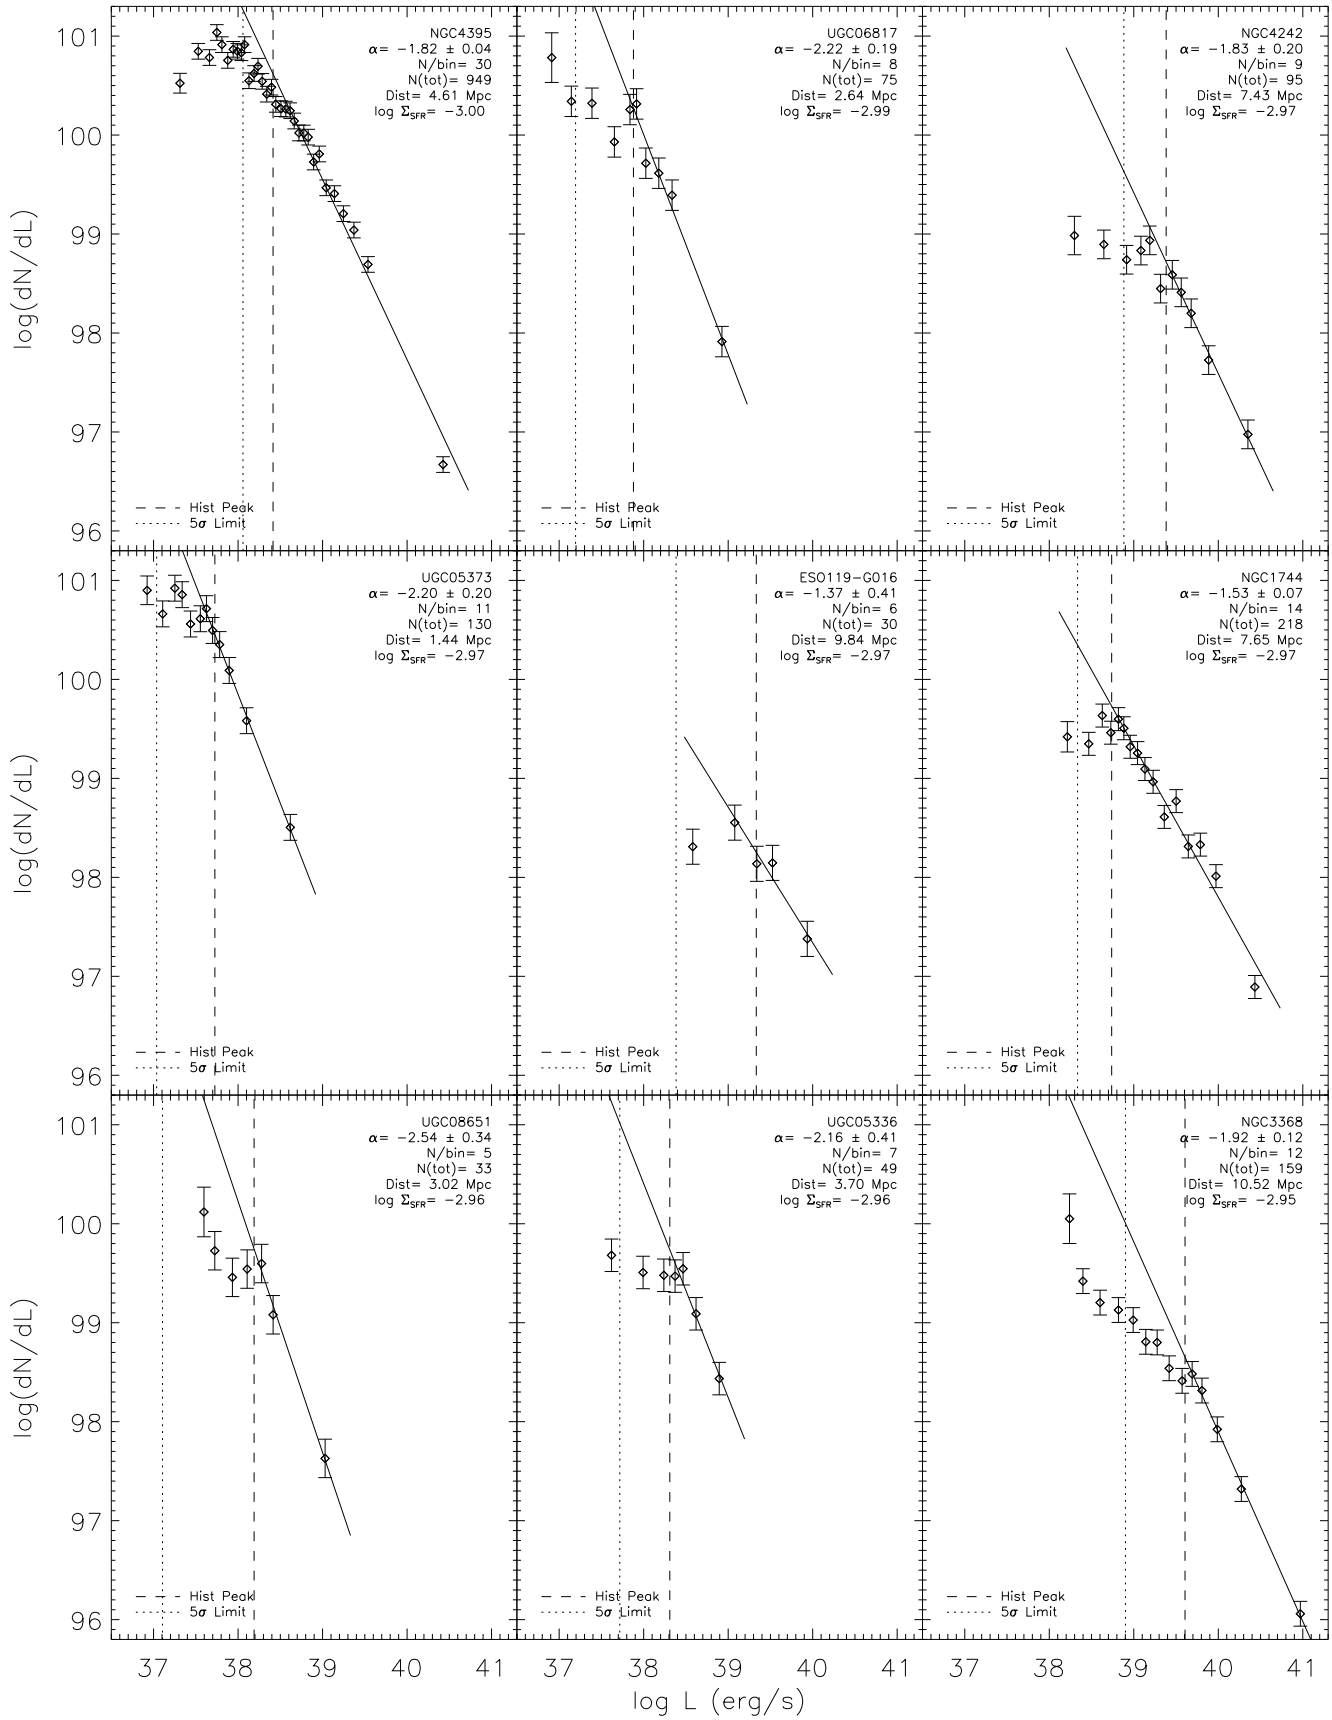 NGC4395
α= −1.82 ± 0.04
N/bin= 30
N(tot)= 949
Dist= 4.61 Mpc
log Σ_SFR= −3.00
Hist Peak
5σ Limit
UGC06817
α= −2.22 ± 0.19
N/bin= 8
N(tot)= 75
Dist= 2.64 Mpc
log Σ_SFR= −2.99
Hist Peak
5σ Limit
NGC4242
α= −1.83 ± 0.20
N/bin= 9
N(tot)= 95
Dist= 7.43 Mpc
log Σ_SFR= −2.97
Hist Peak
5σ Limit
101
100
99
98
97
96
log(dN/dL)
UGC05373
α= −2.20 ± 0.20
N/bin= 11
N(tot)= 130
Dist= 1.44 Mpc
log Σ_SFR= −2.97
Hist Peak
5σ Limit
ESO119−G016
α= −1.37 ± 0.41
N/bin= 6
N(tot)= 30
Dist= 9.84 Mpc
log Σ_SFR= −2.97
Hist Peak
5σ Limit
NGC1744
α= −1.53 ± 0.07
N/bin= 14
N(tot)= 218
Dist= 7.65 Mpc
log Σ_SFR= −2.97
Hist Peak
5σ Limit
101
100
99
98
97
96
log(dN/dL)
UGC08651
α= −2.54 ± 0.34
N/bin= 5
N(tot)= 33
Dist= 3.02 Mpc
log Σ_SFR= −2.96
Hist Peak
5σ Limit
UGC05336
α= −2.16 ± 0.41
N/bin= 7
N(tot)= 49
Dist= 3.70 Mpc
log Σ_SFR= −2.96
Hist Peak
5σ Limit
NGC3368
α= −1.92 ± 0.12
N/bin= 12
N(tot)= 159
Dist= 10.52 Mpc
log Σ_SFR= −2.95
Hist Peak
5σ Limit
101
100
99
98
97
96
log(dN/dL)
37 38 39 40 41 37 38 39 40 41 37 38 39 40 41
log L (erg/s)